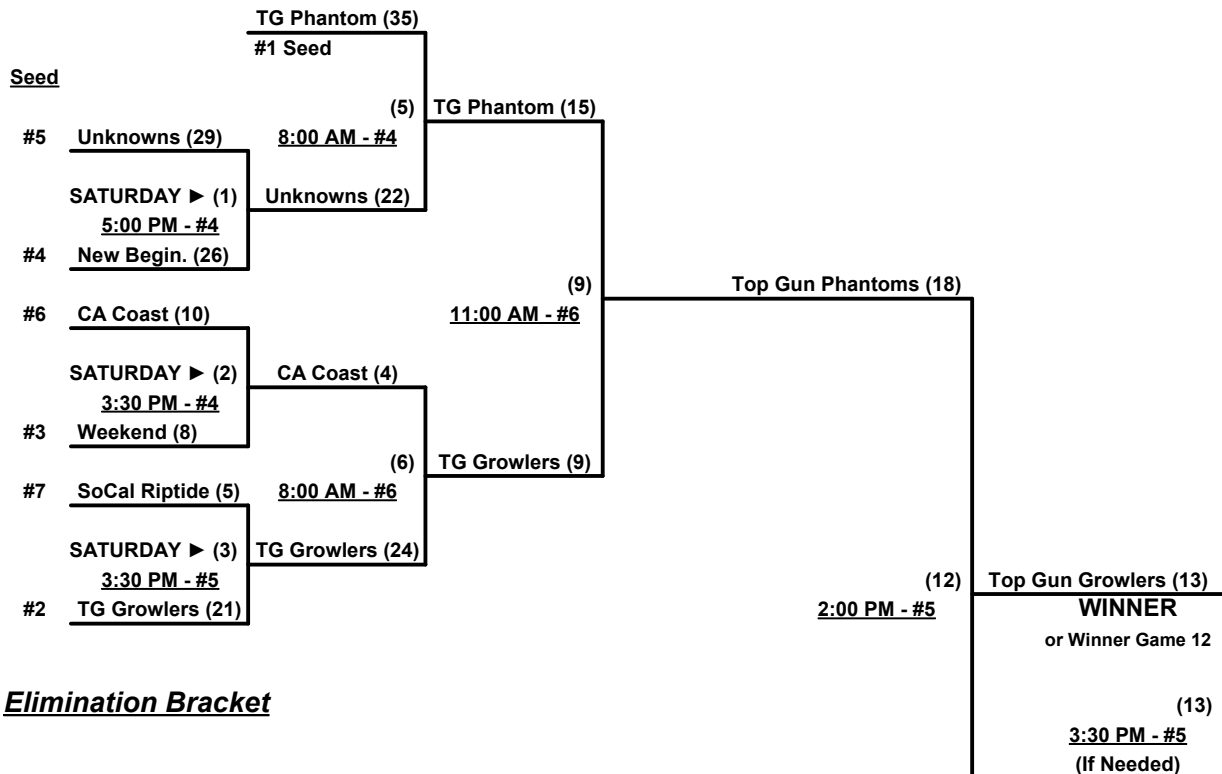 TG Phantom (35)
#1 Seed
Seed
(5) TG Phantom (15)
#5 Unknowns (29) 8:00 AM - #4
SATURDAY ► (1) Unknowns (22)
5:00 PM - #4
#4 New Begin. (26)
(9) Top Gun Phantoms (18)
#6 CA Coast (10) 11:00 AM - #6
SATURDAY ► (2) CA Coast (4)
3:30 PM - #4
#3 Weekend (8)
(6) TG Growlers (9)
#7 SoCal Riptide (5) 8:00 AM - #6
SATURDAY ► (3) TG Growlers (24)
3:30 PM - #5
(12) Top Gun Growlers (13)
#2 TG Growlers (21) 2:00 PM - #5 WINNER
or Winner Game 12
Elimination Bracket (13)
3:30 PM - #5
(If Needed)